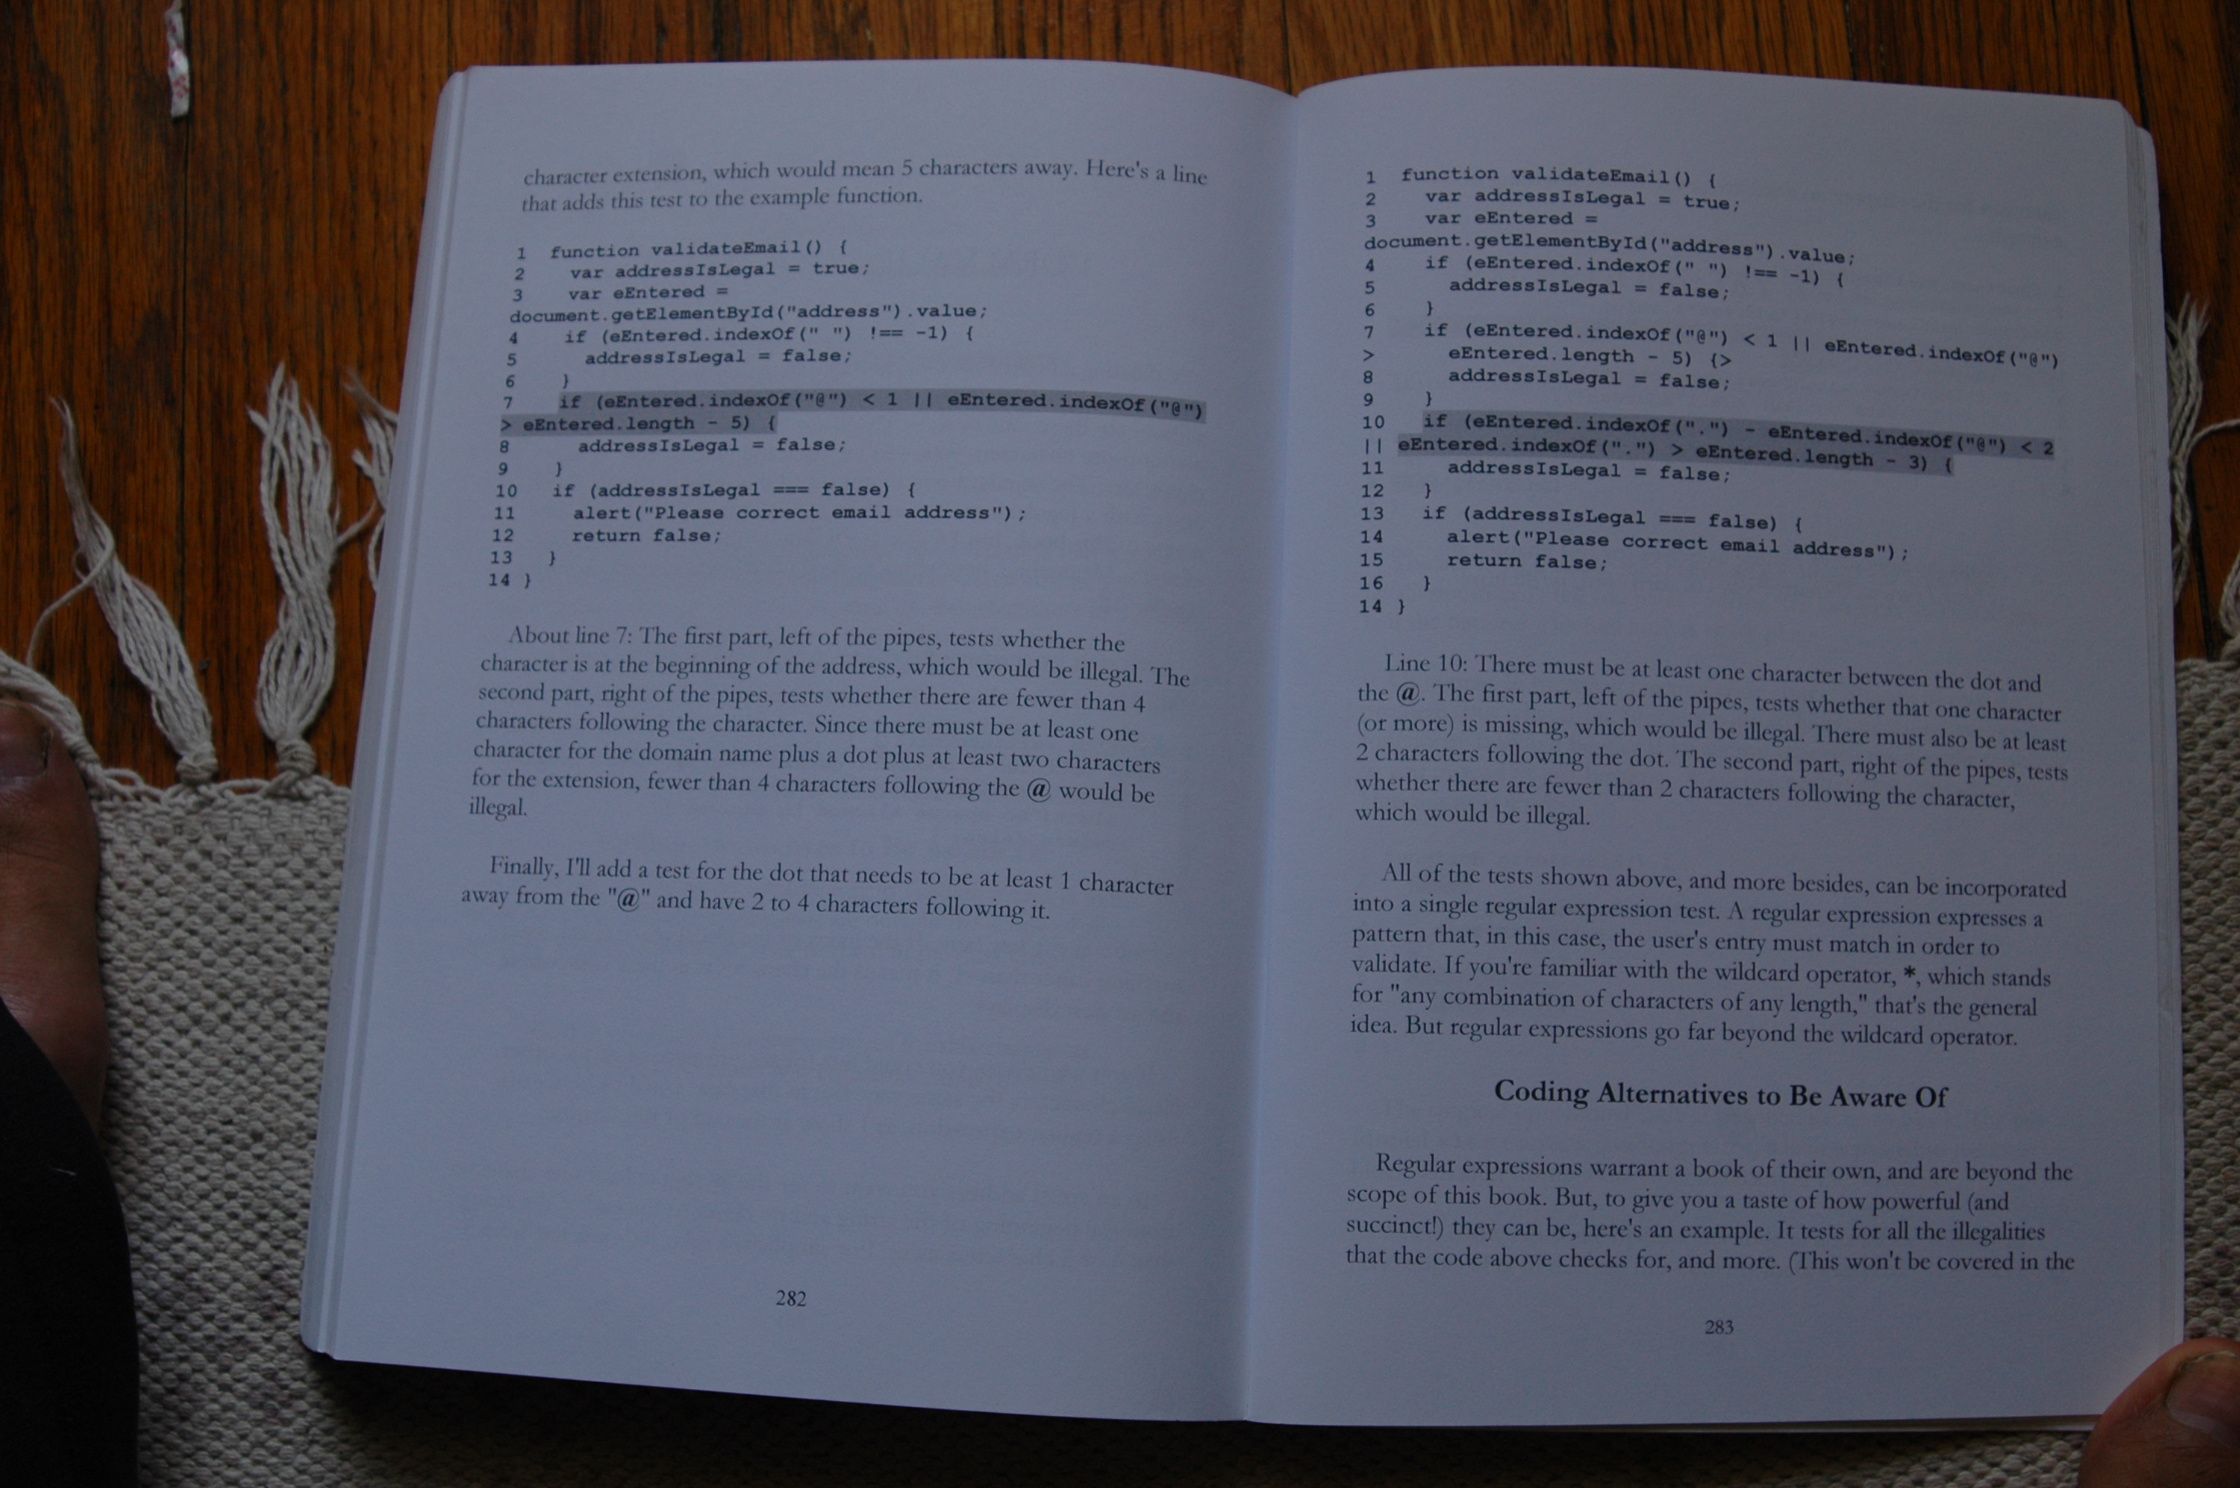 character extension, which would mean 5 characters away. Here's a line
that adds this test to the example function.
1 function validateEmail() {
2 var addressIsLegal = true;
3 var eEntered =
document.getElementById("address").value;
4 if (eEntered.indexOf(" ") !== -1) {
5 addressIsLegal = false;
6 }
7 if (eEntered.indexOf("@") < 1 || eEntered.indexOf("@")
> eEntered.length - 5) {
8 addressIsLegal = false;
9 }
10 if (addressIsLegal === false) {
11 alert("Please correct email address");
12 return false;
13 }
14 }
About line 7: The first part, left of the pipes, tests whether the
character is at the beginning of the address, which would be illegal. The
second part, right of the pipes, tests whether there are fewer than 4
characters following the character. Since there must be at least one
character for the domain name plus a dot plus at least two characters
for the extension, fewer than 4 characters following the @ would be
illegal.
Finally, I'll add a test for the dot that needs to be at least 1 character
away from the "@" and have 2 to 4 characters following it.
282
1 function validateEmail() {
2 var addressIsLegal = true;
3 var eEntered =
document.getElementById("address").value;
4 if (eEntered.indexOf(" ") !== -1) {
5 addressIsLegal = false;
6 }
7 if (eEntered.indexOf("@") < 1 || eEntered.indexOf("@")
> eEntered.length - 5) {>
8 addressIsLegal = false;
9 }
10 if (eEntered.indexOf(".") - eEntered.indexOf("@") < 2
|| eEntered.indexOf(".") > eEntered.length - 3) {
11 addressIsLegal = false;
12 }
13 if (addressIsLegal === false) {
14 alert("Please correct email address");
15 return false;
16 }
14 }
Line 10: There must be at least one character between the dot and
the @. The first part, left of the pipes, tests whether that one character
(or more) is missing, which would be illegal. There must also be at least
2 characters following the dot. The second part, right of the pipes, tests
whether there are fewer than 2 characters following the character,
which would be illegal.
All of the tests shown above, and more besides, can be incorporated
into a single regular expression test. A regular expression expresses a
pattern that, in this case, the user's entry must match in order to
validate. If you're familiar with the wildcard operator, *, which stands
for "any combination of characters of any length," that's the general
idea. But regular expressions go far beyond the wildcard operator.
Coding Alternatives to Be Aware Of
Regular expressions warrant a book of their own, and are beyond the
scope of this book. But, to give you a taste of how powerful (and
succinct!) they can be, here's an example. It tests for all the illegalities
that the code above checks for, and more. (This won't be covered in the
283